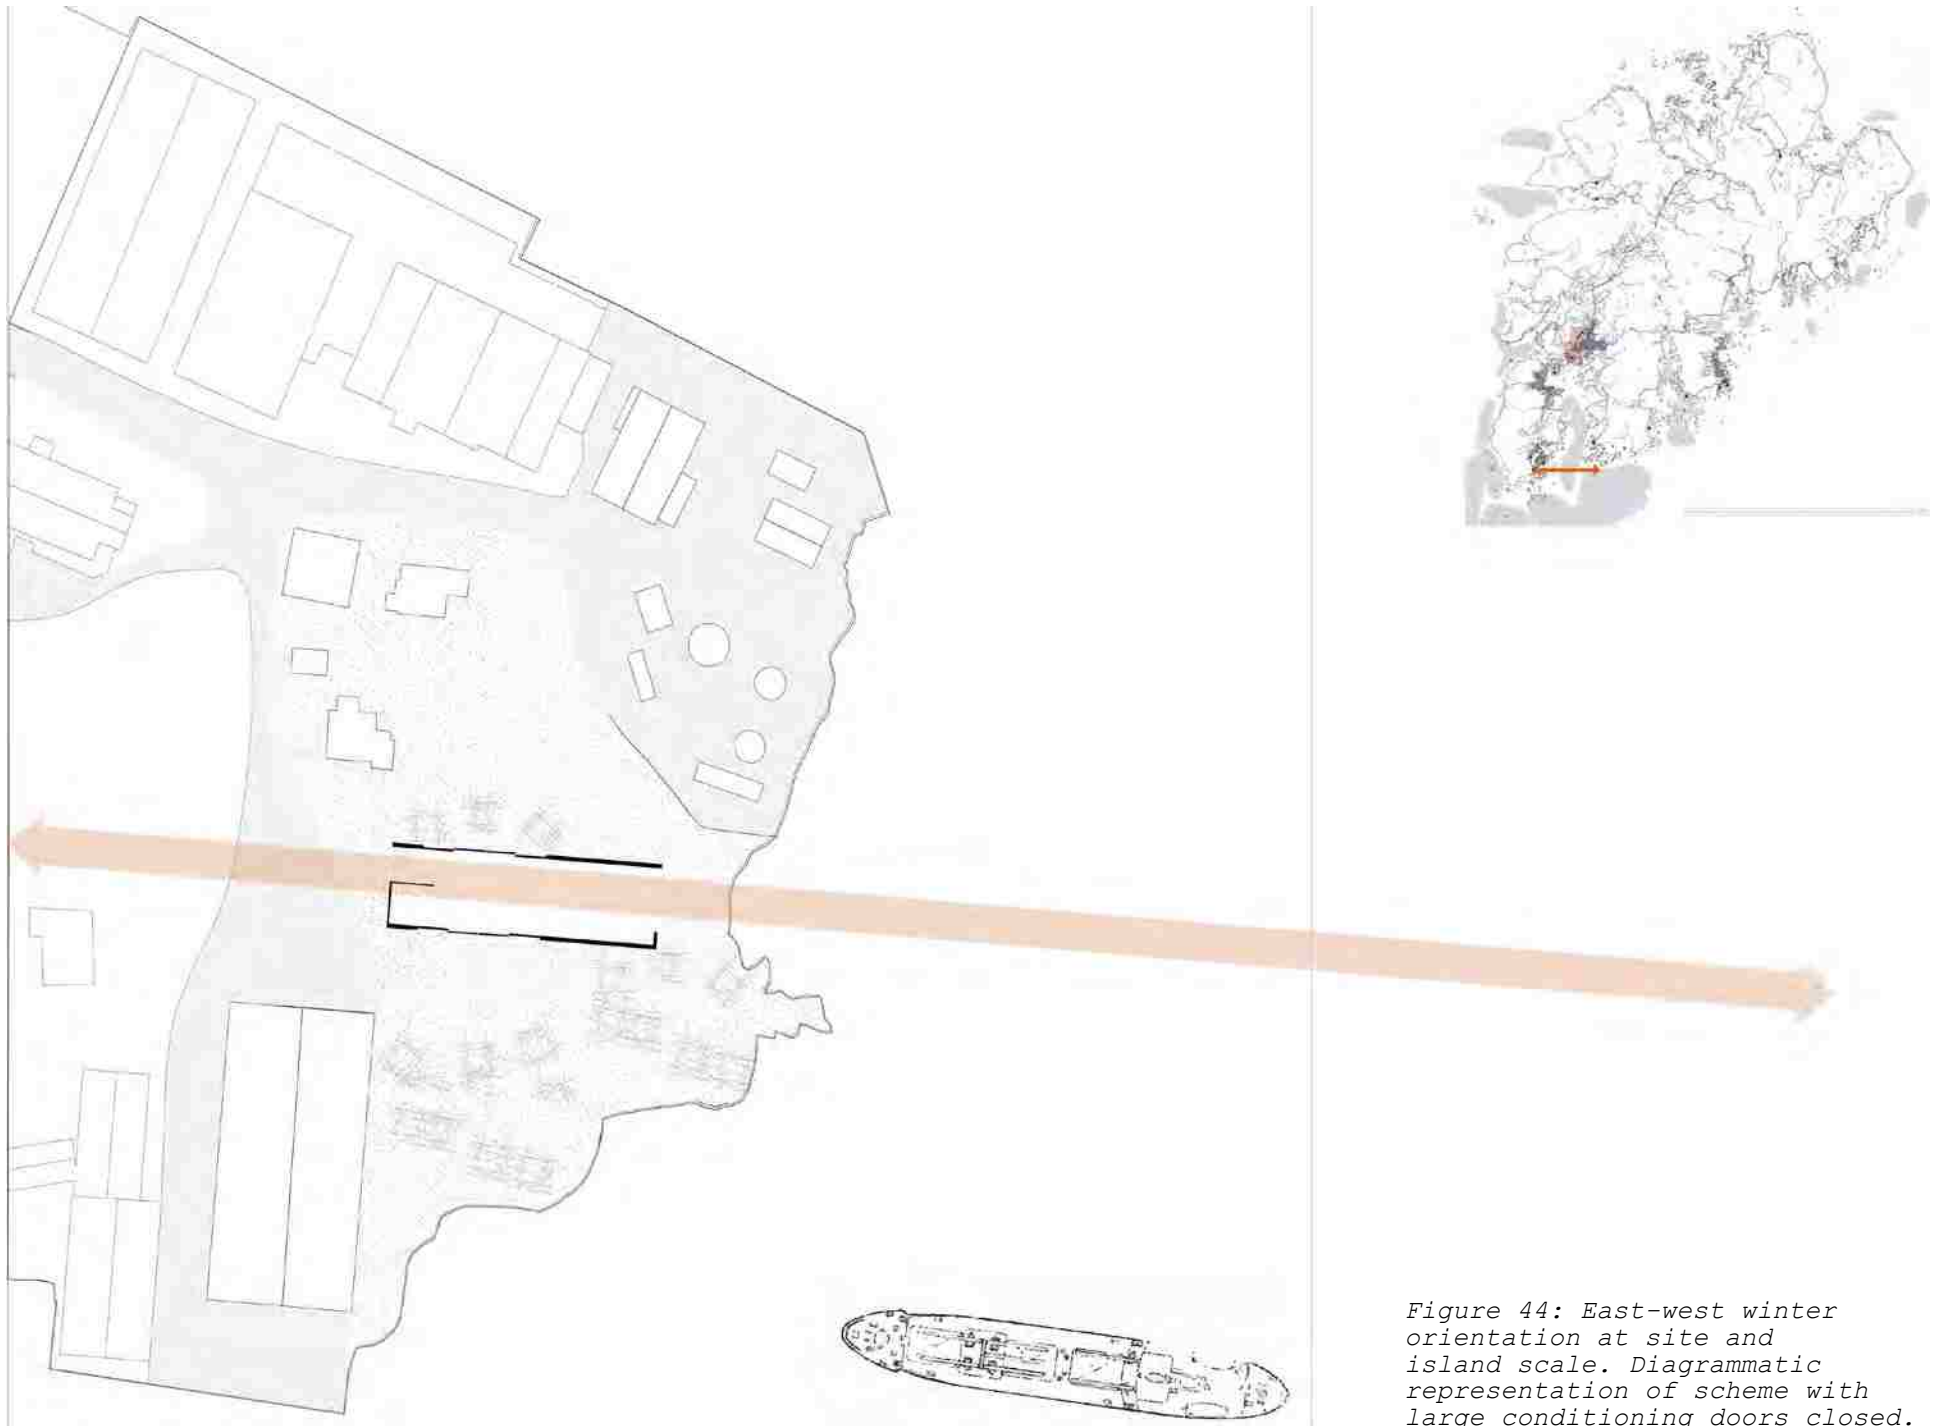 Figure 44: East-west winter
orientation at site and
island scale. Diagrammatic
representation of scheme with
large conditioning doors closed.